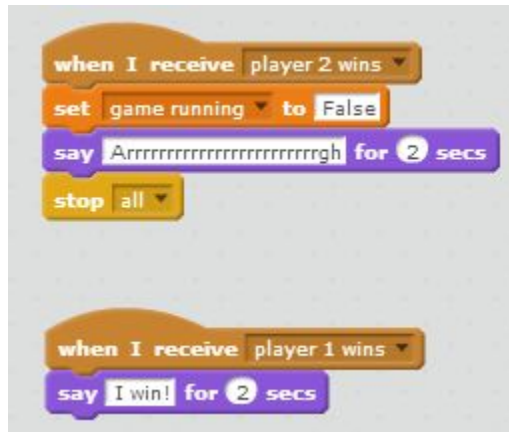 when I receive player 2 wins
set game running to False
say Arrrrrrrrrrrrrrrrrrrrrrrrgh for 2 secs
stop all
when I receive player 1 wins
say I win! for 2 secs